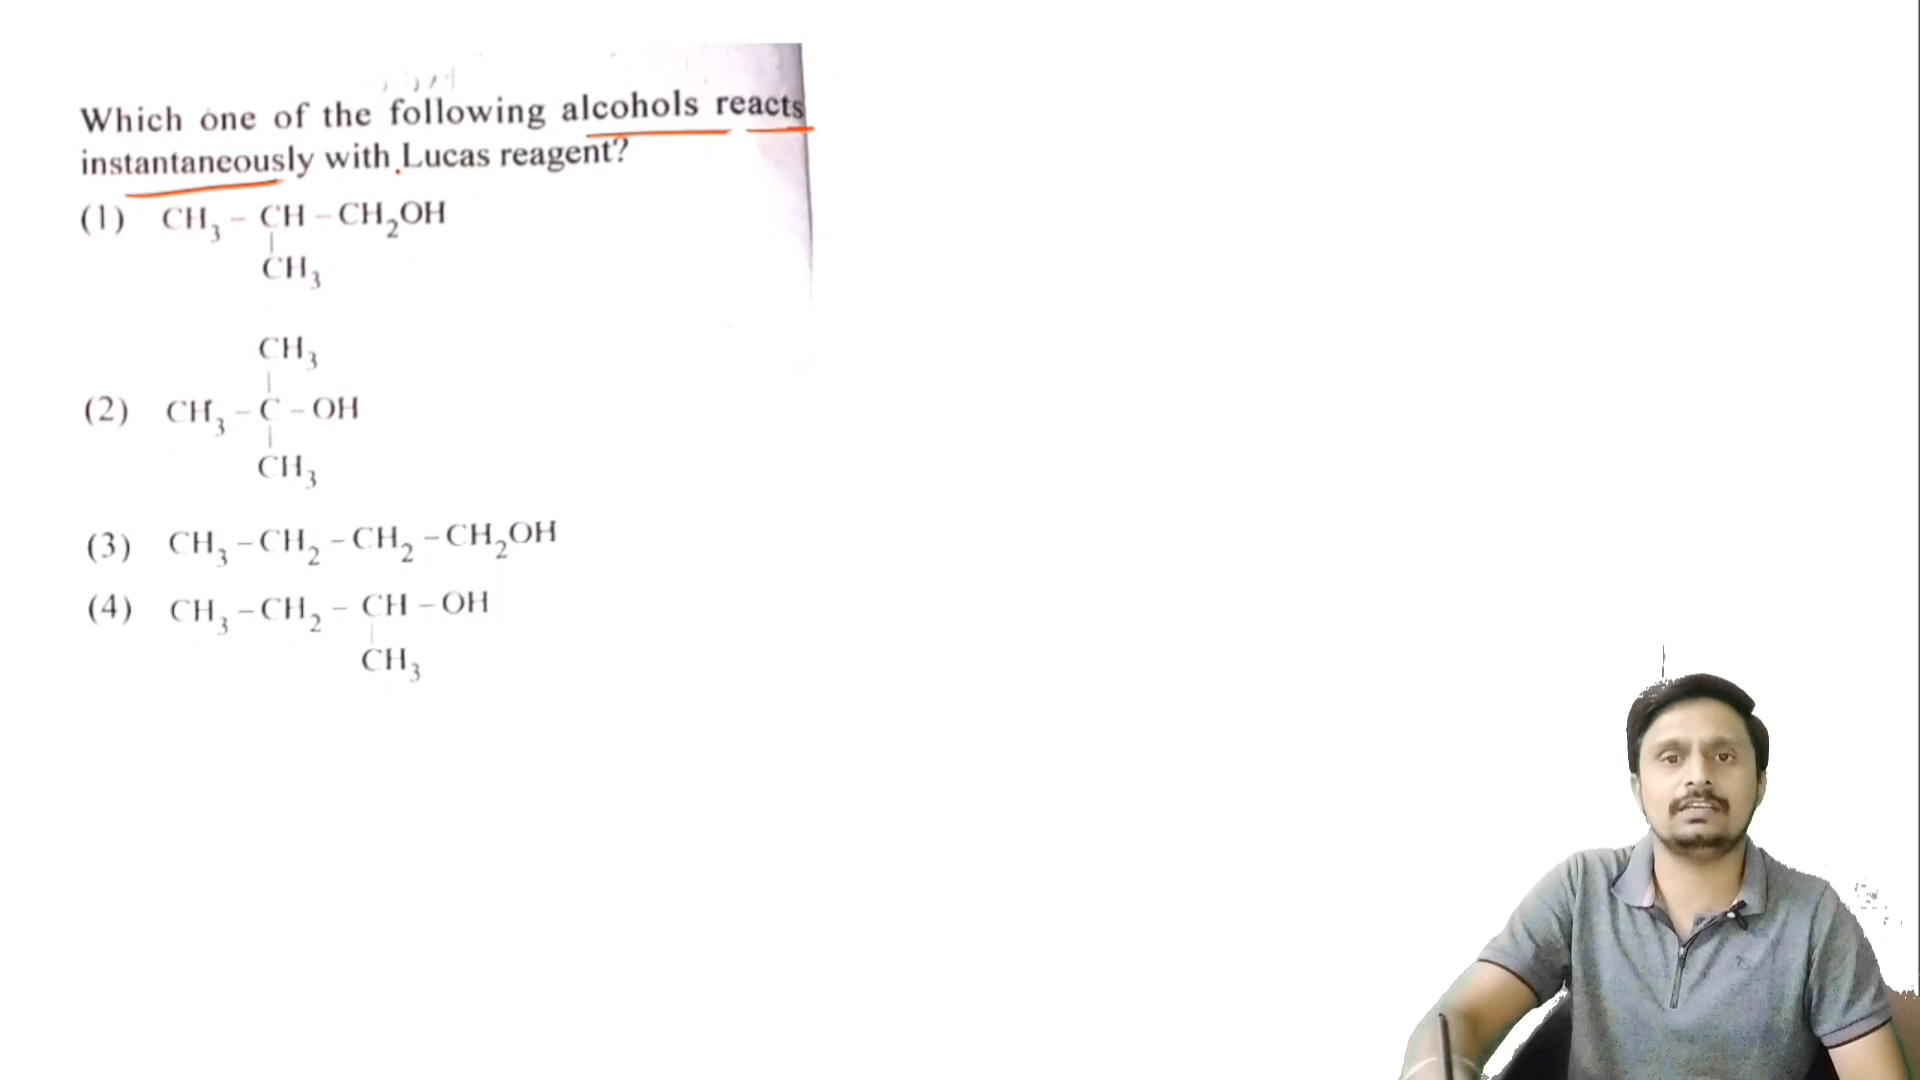 Which one of the following alcohols reacts
instantaneously with Lucas reagent?
(1) CH₃ – CH – CH₂OH
|
CH₃
CH₃
|
(2) CH₃ – C – OH
|
CH₃
(3) CH₃ – CH₂ – CH₂ – CH₂OH
(4) CH₃ – CH₂ – CH – OH
|
CH₃